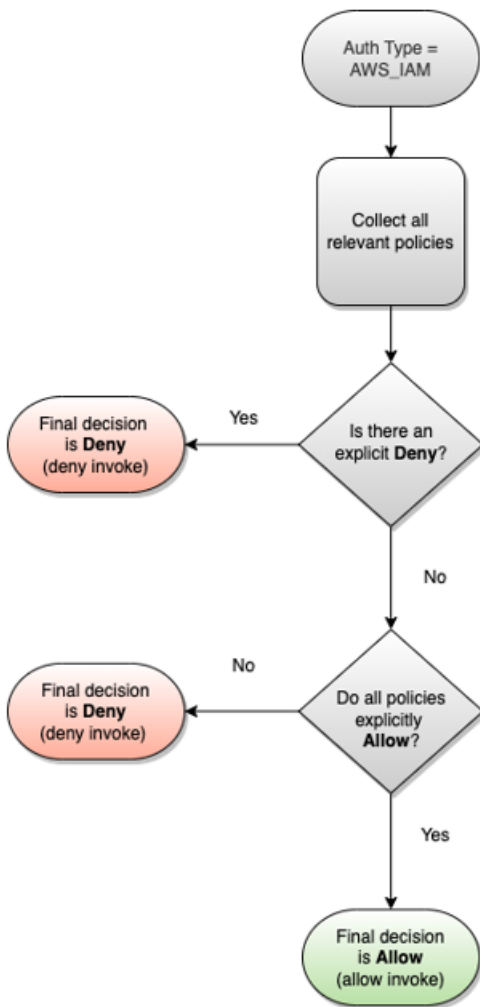 Auth Type =
AWS_IAM
Collect all
relevant policies
Is there an
explicit Deny?
Yes
Final decision
is Deny
(deny invoke)
No
Do all policies
explicitly
Allow?
No
Final decision
is Deny
(deny invoke)
Yes
Final decision
is Allow
(allow invoke)